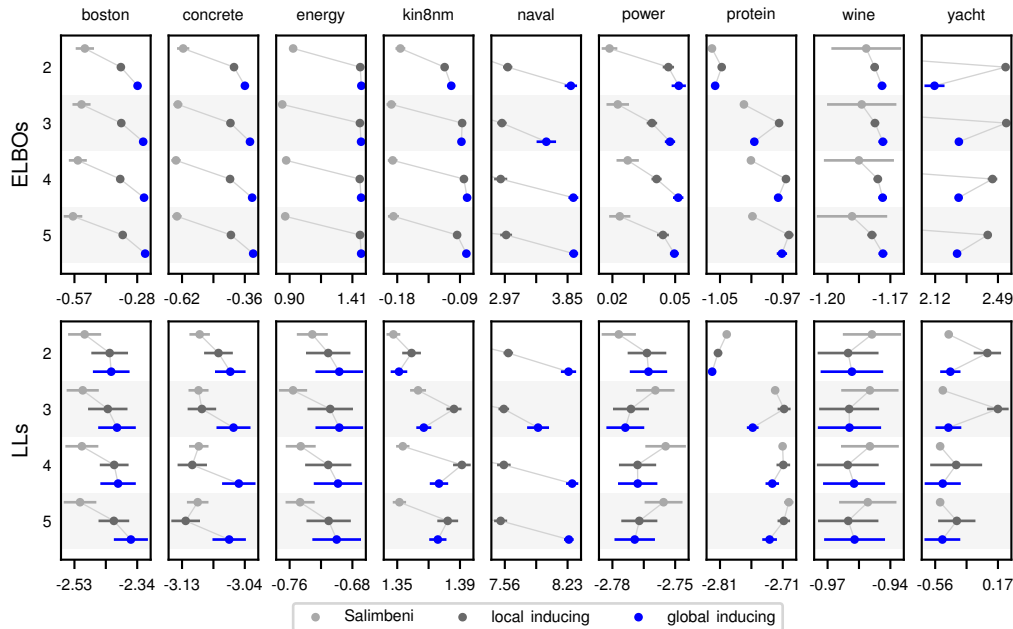 boston concrete energy kin8nm naval power protein wine yacht
ELBOs
2
3
4
5
-0.57 -0.28 -0.62 -0.36 0.90 1.41 -0.18 -0.09 2.97 3.85 0.02 0.05 -1.05 -0.97 -1.20 -1.17 2.12 2.49
LLs
2
3
4
5
-2.53 -2.34 -3.13 -3.04 -0.76 -0.68 1.35 1.39 7.56 8.23 -2.78 -2.75 -2.81 -2.71 -0.97 -0.94 -0.56 0.17
Salimbeni local inducing global inducing